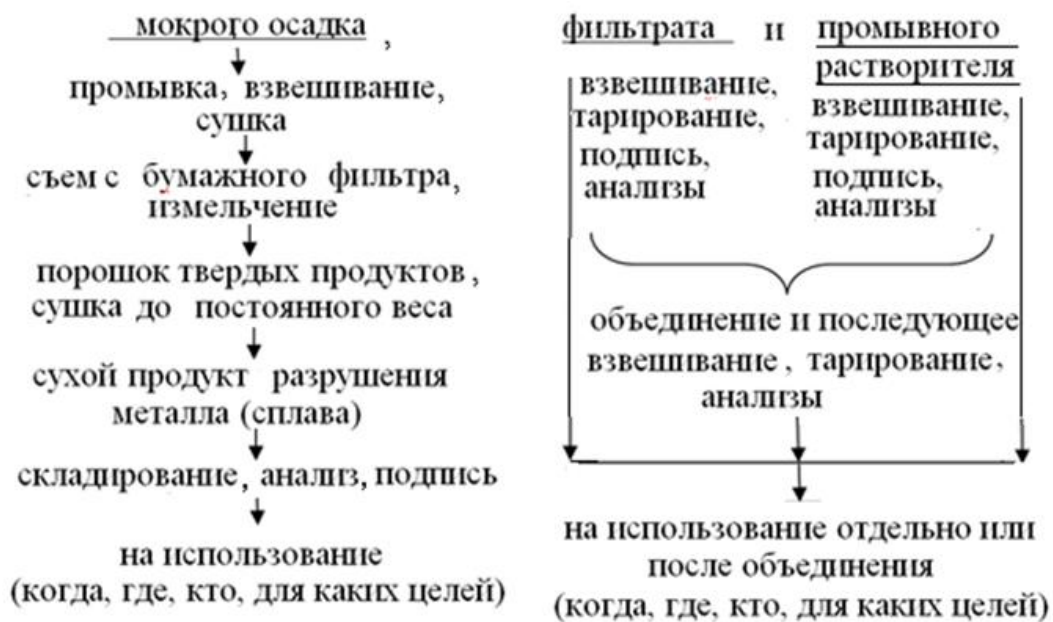 мокрого осадка ,
промывка, взвешивание,
сушка
съем с бумажного фильтра,
измельчение
порошок твердых продуктов,
сушка до постоянного веса
сухой продукт разрушения
металла (сплава)
складирование, анализ, подпись
на использование
(когда, где, кто, для каких целей)
фильтрата и промывного
растворителя
взвешивание,
тарирование,
подпись,
анализы
взвешивание,
тарирование,
подпись,
анализы
объединение и последующее
взвешивание, тарирование,
анализы
на использование отдельно или
после объединения
(когда, где, кто, для каких целей)